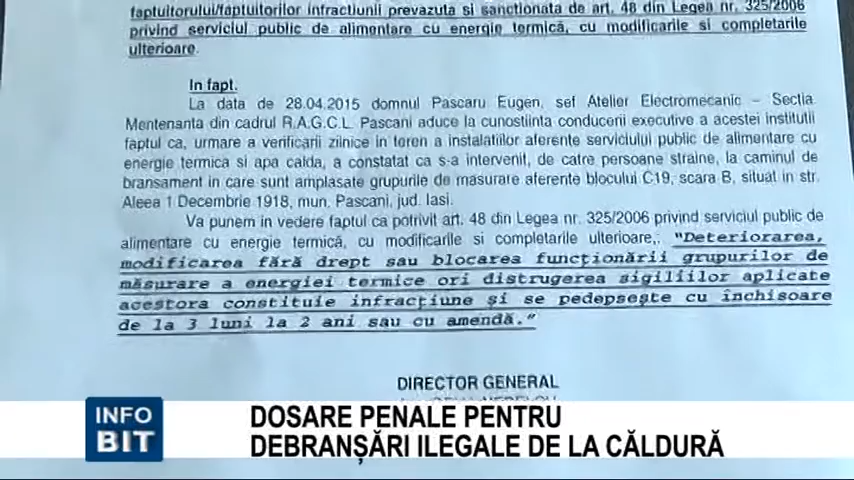 faptuitorului/faptuitorilor infractiunii prevazuta si sanctionata de art. 48 din Legea nr. 325/2006
privind serviciul public de alimentare cu energie termică, cu modificarile si completarile
ulterioare.
In fapt.
La data de 28.04.2015 domnul Pascaru Eugen, sef Atelier Electromecanic – Sectia
Mentenanta din cadrul R.A.G.C.L. Pascani aduce la cunostiinta conducerii executive a acestei institutii
faptul ca, urmare a verificarii zilnice in teren a instalatiilor aferente serviciului public de alimentare cu
energie termica si apa calda, a constatat ca s-a intervenit, de catre persoane straine, la caminul de
bransament in care sunt amplasate grupurile de masurare aferente blocului C19, scara B, situat in str.
Aleea 1 Decembrie 1918, mun. Pascani, jud. Iasi.
Va punem in vedere faptul ca potrivit art. 48 din Legea nr. 325/2006 privind serviciul public de
alimentare cu energie termică, cu modificarile si completarile ulterioare,, "Deteriorarea,
modificarea fără drept sau blocarea funcţionării grupurilor de
măsurare a energiei termice ori distrugerea sigiliilor aplicate
acestora constituie infracţiune şi se pedepseşte cu închisoare
de la 3 luni la 2 ani sau cu amendă."
DIRECTOR GENERAL
INFO
BIT
DOSARE PENALE PENTRU
DEBRANȘĂRI ILEGALE DE LA CĂLDURĂ